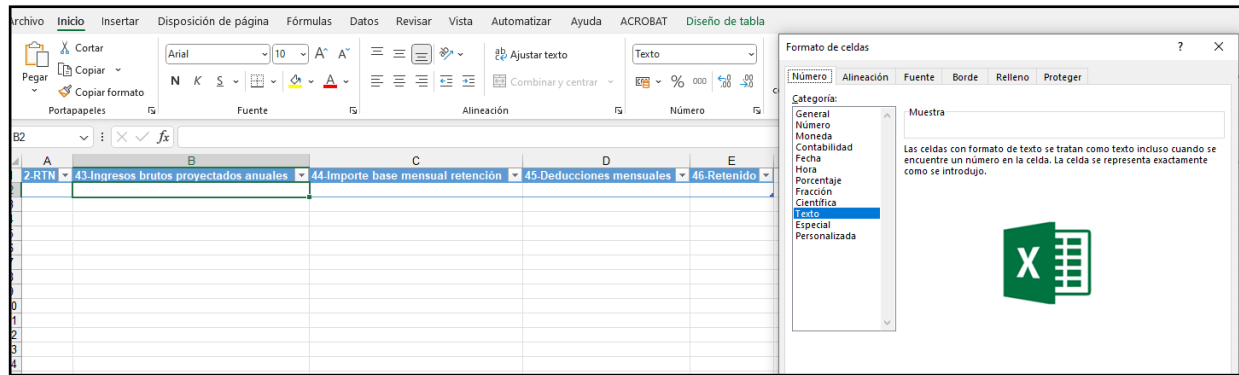 Archivo Inicio Insertar Disposición de página Fórmulas Datos Revisar Vista Automatizar Ayuda ACROBAT Diseño de tabla
Pegar
Cortar
Copiar
Copiar formato
Portapapeles
Arial 10 A A
N K S A
Fuente
ab Ajustar texto
Combinar y centrar
Alineación
Texto
% 000
Número
B2 fx
A B C D E
2-RTN 43-Ingresos brutos proyectados anuales 44-Importe base mensual retención 45-Deducciones mensuales 46-Retenido
Formato de celdas ? X
Número Alineación Fuente Borde Relleno Proteger
Categoría:
General
Número
Moneda
Contabilidad
Fecha
Hora
Porcentaje
Fracción
Científica
Texto
Especial
Personalizada
Muestra
Las celdas con formato de texto se tratan como texto incluso cuando se
encuentre un número en la celda. La celda se representa exactamente
como se introdujo.
X